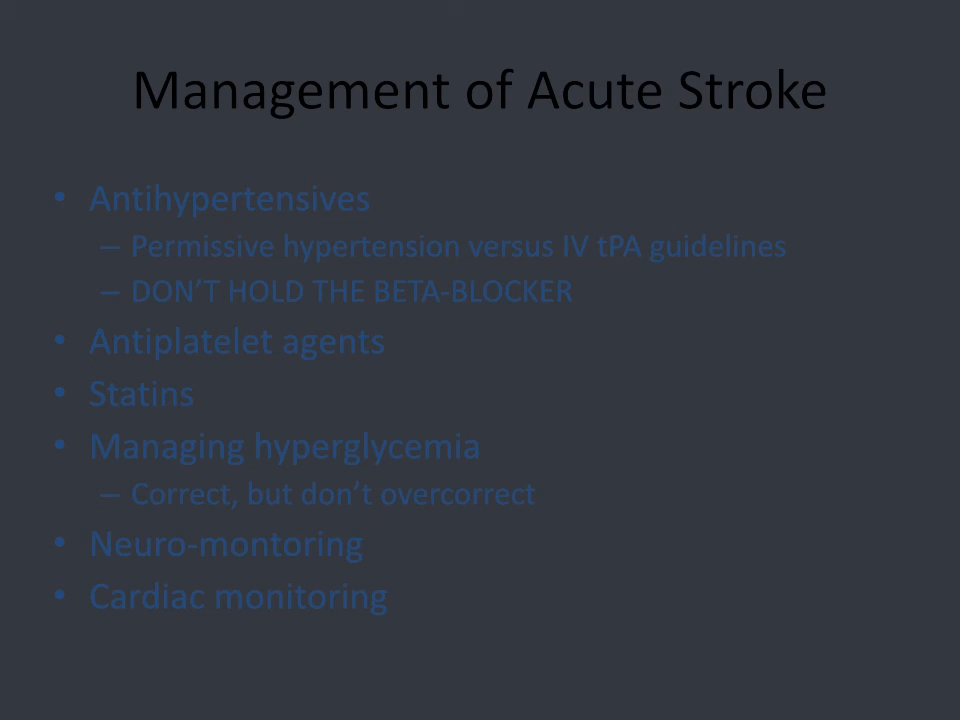 Management of Acute Stroke
• Antihypertensives
– Permissive hypertension versus IV tPA guidelines
– DON’T HOLD THE BETA-BLOCKER
• Antiplatelet agents
• Statins
• Managing hyperglycemia
– Correct, but don’t overcorrect
• Neuro-montoring
• Cardiac monitoring